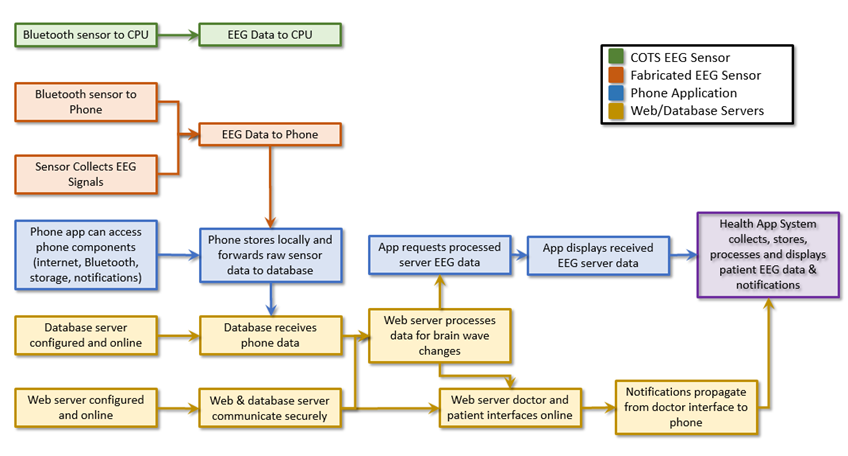 Bluetooth sensor to CPU
EEG Data to CPU
COTS EEG Sensor
Fabricated EEG Sensor
Phone Application
Web/Database Servers
Bluetooth sensor to
Phone
EEG Data to Phone
Sensor Collects EEG
Signals
Phone app can access
phone components
(internet, Bluetooth,
storage, notifications)
Phone stores locally and
forwards raw sensor
data to database
App requests processed
server EEG data
App displays received
EEG server data
Health App System
collects, stores,
processes and displays
patient EEG data &
notifications
Database server
configured and online
Database receives
phone data
Web server processes
data for brain wave
changes
Web server configured
and online
Web & database server
communicate securely
Web server doctor and
patient interfaces online
Notifications propagate
from doctor interface to
phone